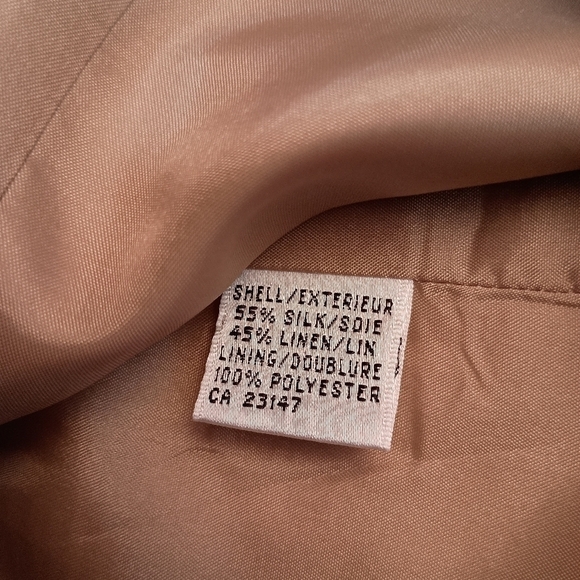 SHELL/EXTERIEUR
55% SILK/SOIE
45% LINEN/LIN
LINING/DOUBLURE
100% POLYESTER
CA 23147